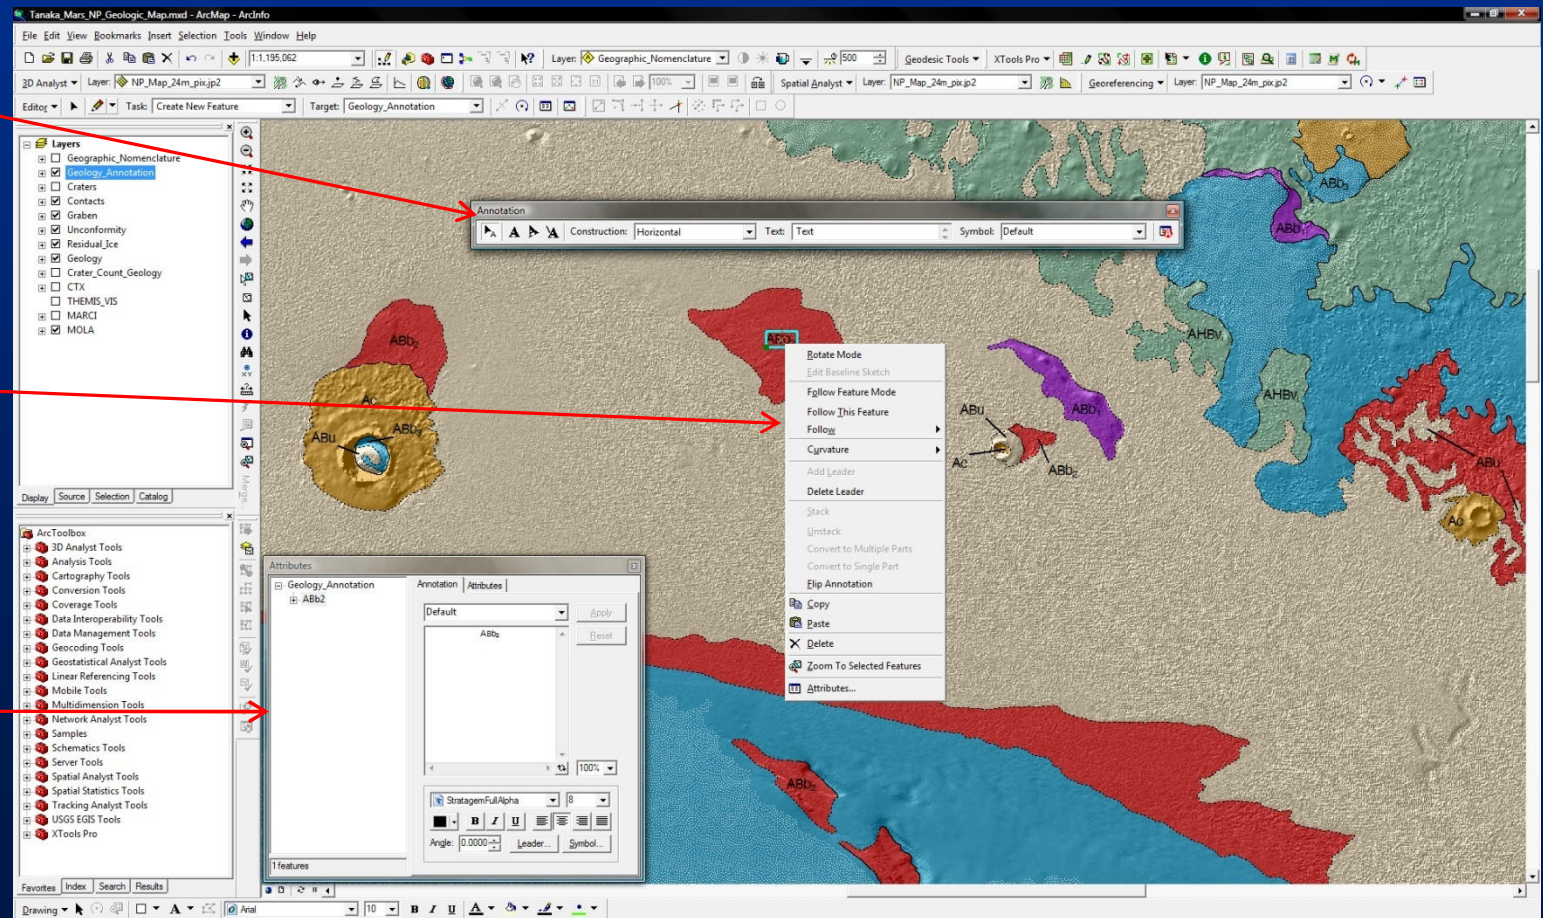 Tanaka_Mars_NP_Geologic_Map.mxd - ArcMap - ArcInfo
File Edit View Bookmarks Insert Selection Tools Window Help
1:1,195,062 Layer: Geographic_Nomenclature 500 Geodesic Tools XTools Pro
3D Analyst Layer: NP_Map_24m_pix.jp2 100% Spatial Analyst Layer: NP_Map_24m_pix.jp2 Georeferencing Layer: NP_Map_24m_pix.jp2
Editor Task: Create New Feature Target: Geology_Annotation
Layers
Geographic_Nomenclature
Geology_Annotation
Craters
Contacts
Graben
Unconformity
Residual_Ice
Geology
Crater_Count_Geology
CTX
THEMIS_VIS
MARCI
MOLA
Display Source Selection Catalog
Merge...
ArcToolbox
3D Analyst Tools
Analysis Tools
Cartography Tools
Conversion Tools
Coverage Tools
Data Interoperability Tools
Data Management Tools
Geocoding Tools
Geostatistical Analyst Tools
Linear Referencing Tools
Mobile Tools
Multidimension Tools
Network Analyst Tools
Samples
Schematics Tools
Server Tools
Spatial Analyst Tools
Spatial Statistics Tools
Tracking Analyst Tools
USGS EGIS Tools
XTools Pro
Favorites Index Search Results
Annotation
Construction: Horizontal Text: Text Symbol: Default
ABb₂
Ac
ABu
ABb₂
Rotate Mode
Edit Baseline Sketch
Follow Feature Mode
Follow This Feature
Follow
Curvature
Add Leader
Delete Leader
Stack
Unstack
Convert to Multiple Parts
Convert to Single Part
Flip Annotation
Copy
Paste
Delete
Zoom To Selected Features
Attributes...
ABu
Ac
ABb₂
ABb₁
ABb₁
AHBv
AHBv
ABu
Ac
ABb₂
Attributes
Geology_Annotation
ABb2
1 features
Annotation Attributes
Default Apply
Reset
ABb₂
100%
StratagemFullAlpha 8
B I U
Angle: 0.0000 Leader... Symbol...
Drawing A Arial 10 B I U A